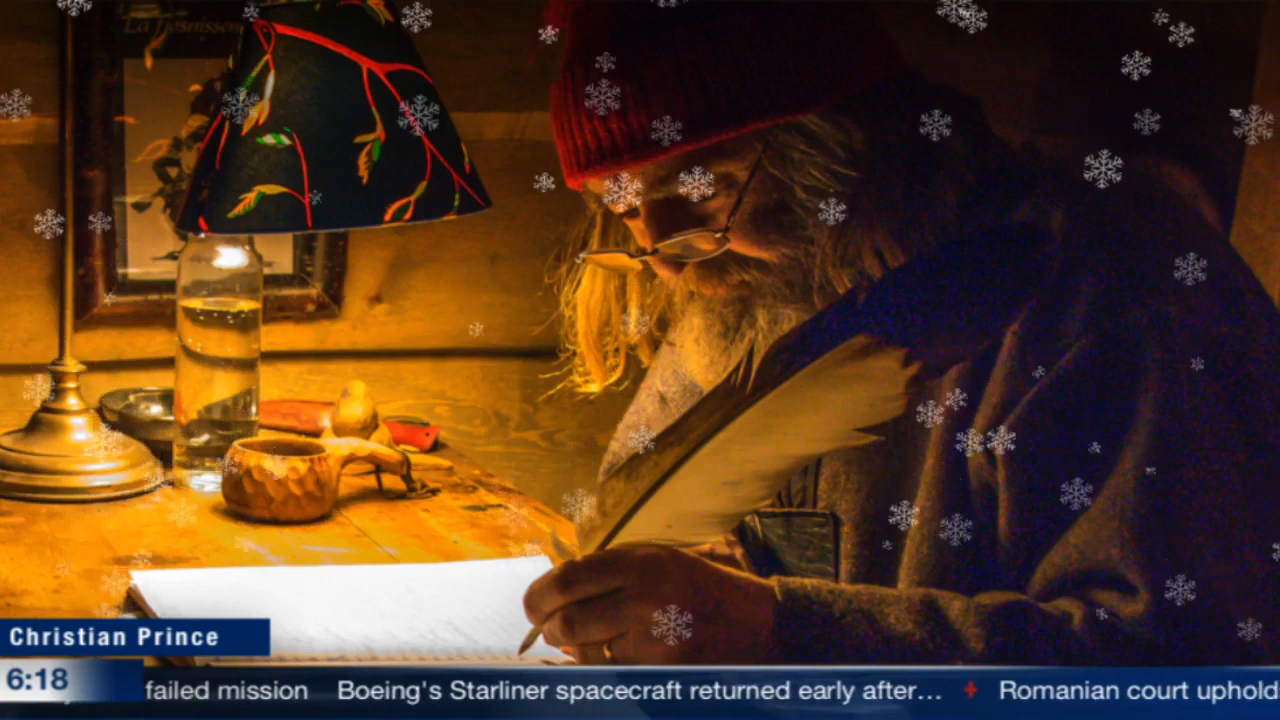 Christian Prince
6:18
failed mission Boeing's Starliner spacecraft returned early after… + Romanian court uphold